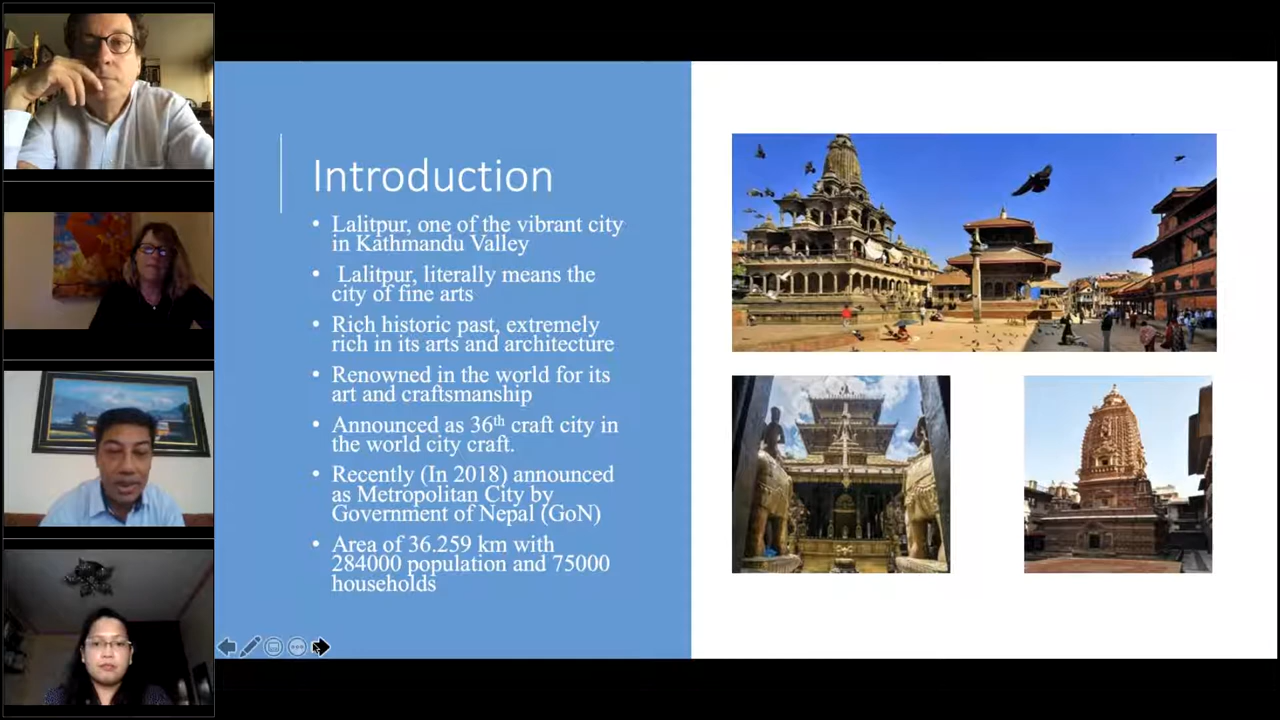 Introduction
• Lalitpur, one of the vibrant city
in Kathmandu Valley
• Lalitpur, literally means the
city of fine arts
• Rich historic past, extremely
rich in its arts and architecture
• Renowned in the world for its
art and craftsmanship
• Announced as 36th craft city in
the world city craft.
• Recently (In 2018) announced
as Metropolitan City by
Government of Nepal (GoN)
• Area of 36.259 km with
284000 population and 75000
households